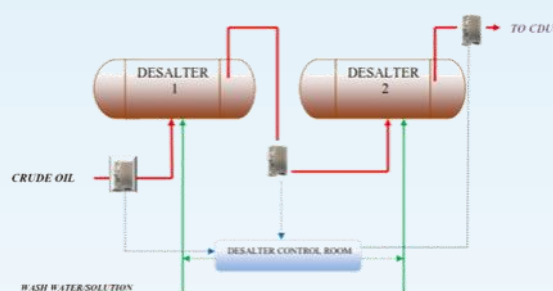 TO CDU
DESALTER
1
DESALTER
2
CRUDE OIL
DESALTER CONTROL ROOM
WASH WATER/SOLUTION